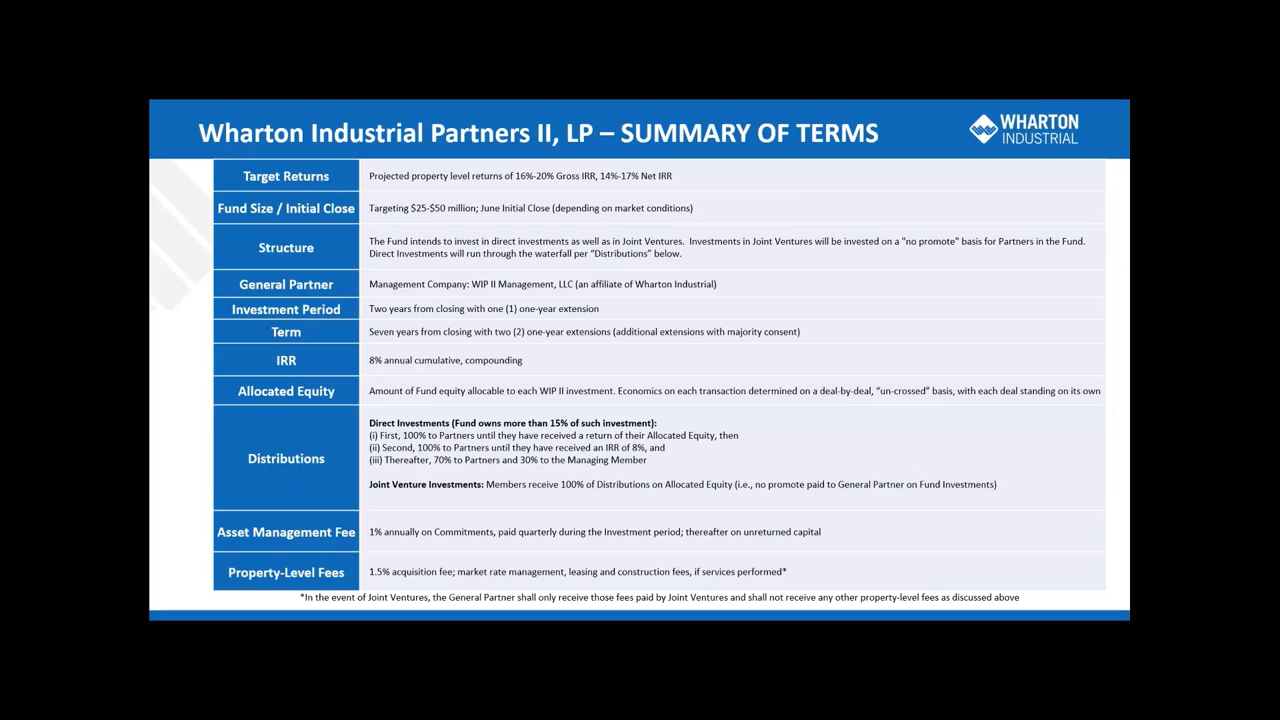 Wharton Industrial Partners II, LP – SUMMARY OF TERMS
WHARTON
INDUSTRIAL
Target Returns
Projected property level returns of 16%-20% Gross IRR, 14%-17% Net IRR
Fund Size / Initial Close
Targeting $25-$50 million; June Initial Close (depending on market conditions)
Structure
The Fund intends to invest in direct investments as well as in Joint Ventures.  Investments in Joint Ventures will be invested on a "no promote" basis for Partners in the Fund.
Direct Investments will run through the waterfall per “Distributions” below.
General Partner
Management Company: WIP II Management, LLC (an affiliate of Wharton Industrial)
Investment Period
Two years from closing with one (1) one-year extension
Term
Seven years from closing with two (2) one-year extensions (additional extensions with majority consent)
IRR
8% annual cumulative, compounding
Allocated Equity
Amount of Fund equity allocable to each WIP II investment. Economics on each transaction determined on a deal-by-deal, “un-crossed” basis, with each deal standing on its own
Distributions
Direct Investments (Fund owns more than 15% of such investment):
(i) First, 100% to Partners until they have received a return of their Allocated Equity, then
(ii) Second, 100% to Partners until they have received an IRR of 8%, and
(iii) Thereafter, 70% to Partners and 30% to the Managing Member
Joint Venture Investments: Members receive 100% of Distributions on Allocated Equity (i.e., no promote paid to General Partner on Fund Investments)
Asset Management Fee
1% annually on Commitments, paid quarterly during the Investment period; thereafter on unreturned capital
Property-Level Fees
1.5% acquisition fee; market rate management, leasing and construction fees, if services performed*
*In the event of Joint Ventures, the General Partner shall only receive those fees paid by Joint Ventures and shall not receive any other property-level fees as discussed above